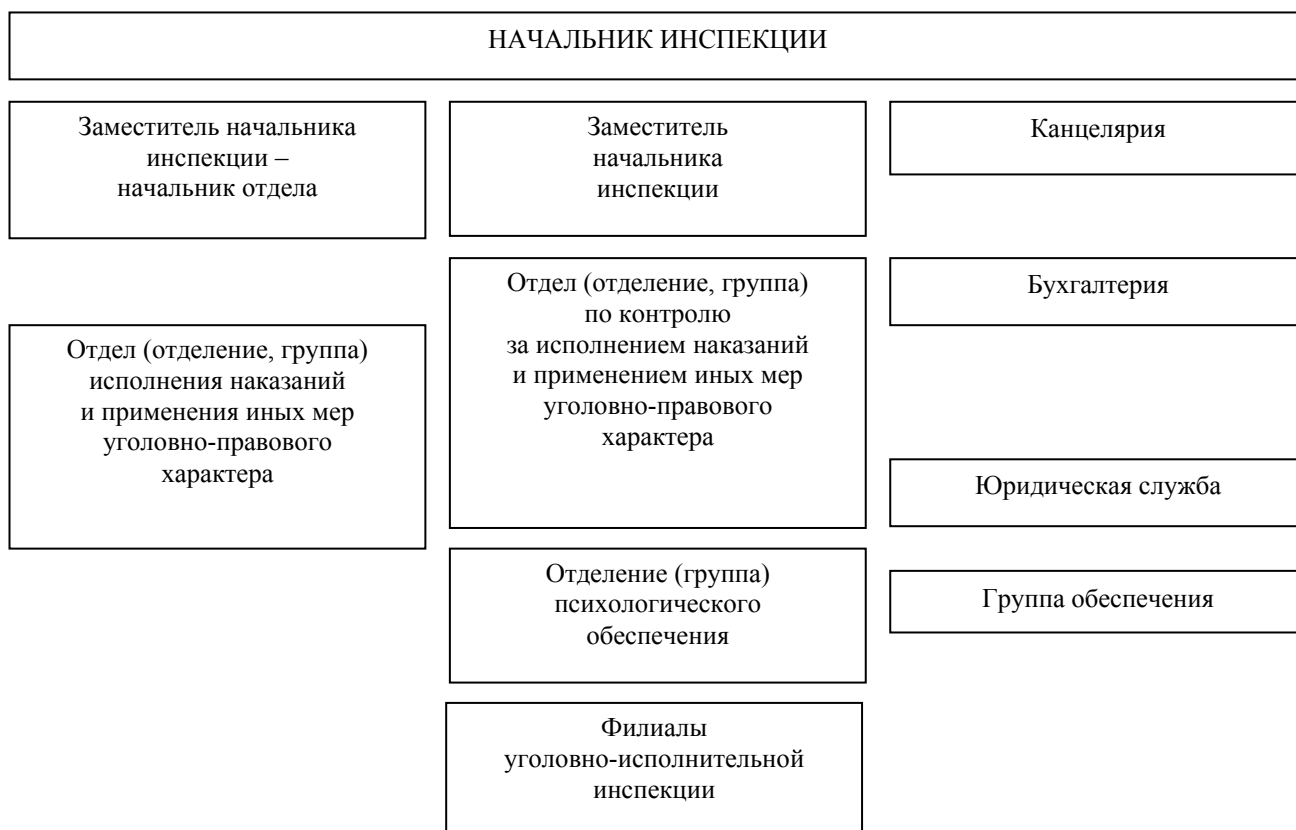 НАЧАЛЬНИК ИНСПЕКЦИИ
Заместитель начальника
инспекции –
начальник отдела
Заместитель
начальника
инспекции
Канцелярия
Отдел (отделение, группа)
исполнения наказаний
и применения иных мер
уголовно-правового
характера
Отдел (отделение, группа)
по контролю
за исполнением наказаний
и применением иных мер
уголовно-правового
характера
Бухгалтерия
Юридическая служба
Отделение (группа)
психологического
обеспечения
Группа обеспечения
Филиалы
уголовно-исполнительной
инспекции